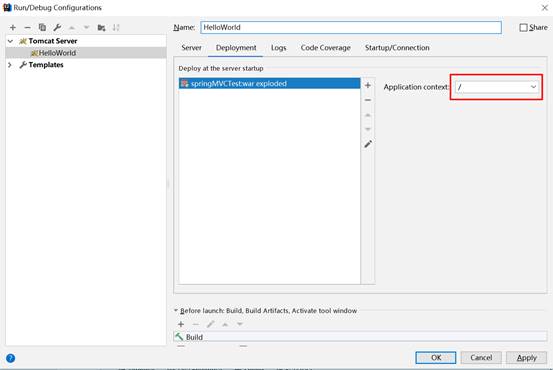 Run/Debug Configurations
Name: HelloWorld
Share
Tomcat Server
HelloWorld
Templates
Server Deployment Logs Code Coverage Startup/Connection
Deploy at the server startup
springMVCTest:war exploded
Application context: /
Before launch: Build, Build Artifacts, Activate tool window
Build
OK Cancel Apply